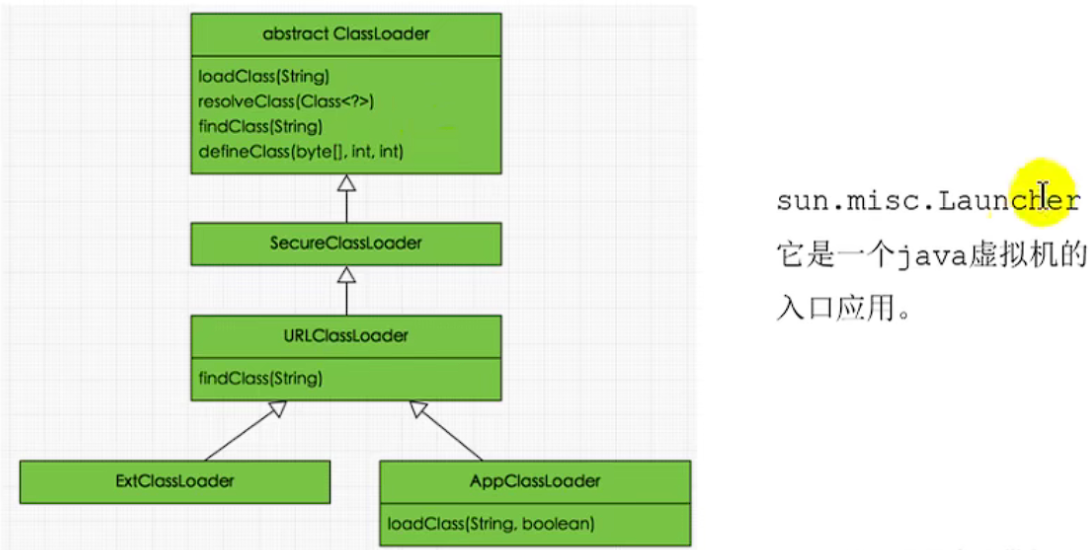 abstract ClassLoader
loadClass(String)
resolveClass(Class<?>)
findClass(String)
defineClass(byte[], int, int)
SecureClassLoader
URLClassLoader
findClass(String)
ExtClassLoader
AppClassLoader
loadClass(String, boolean)
sun.misc.Launcher
它是一个java虚拟机的
入口应用。